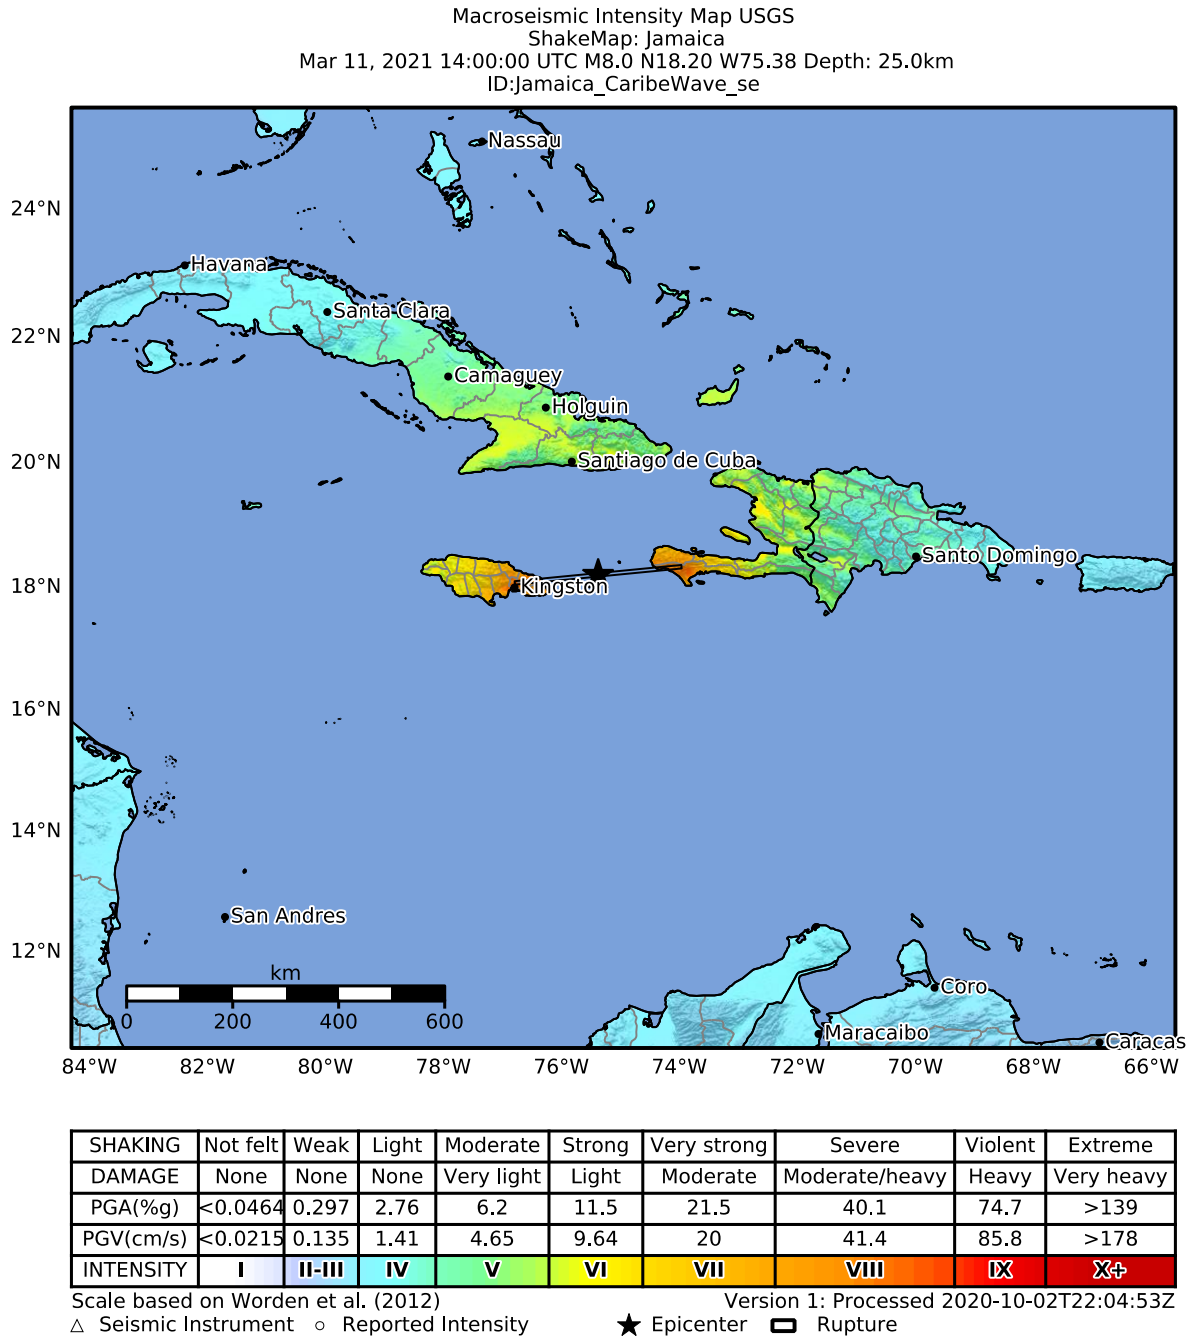 Macroseismic Intensity Map USGS
ShakeMap: Jamaica
Mar 11, 2021 14:00:00 UTC M8.0 N18.20 W75.38 Depth: 25.0km
ID:Jamaica_CaribeWave_se
Nassau
24°N
Havana
Santa Clara
22°N
Camaguey
Holguin
20°N
Santiago de Cuba
Santo Domingo
18°N
Kingston
16°N
14°N
San Andres
12°N
km
Coro
0 200 400 600
Maracaibo
Caracas
84°W 82°W 80°W 78°W 76°W 74°W 72°W 70°W 68°W 66°W
SHAKING Not felt Weak Light Moderate Strong Very strong Severe Violent Extreme
DAMAGE None None None Very light Light Moderate Moderate/heavy Heavy Very heavy
PGA(%g) <0.0464 0.297 2.76 6.2 11.5 21.5 40.1 74.7 >139
PGV(cm/s) <0.0215 0.135 1.41 4.65 9.64 20 41.4 85.8 >178
INTENSITY I II-III IV V VI VII VIII IX X+
Scale based on Worden et al. (2012) Version 1: Processed 2020-10-02T22:04:53Z
△ Seismic Instrument ○ Reported Intensity ★ Epicenter Rupture